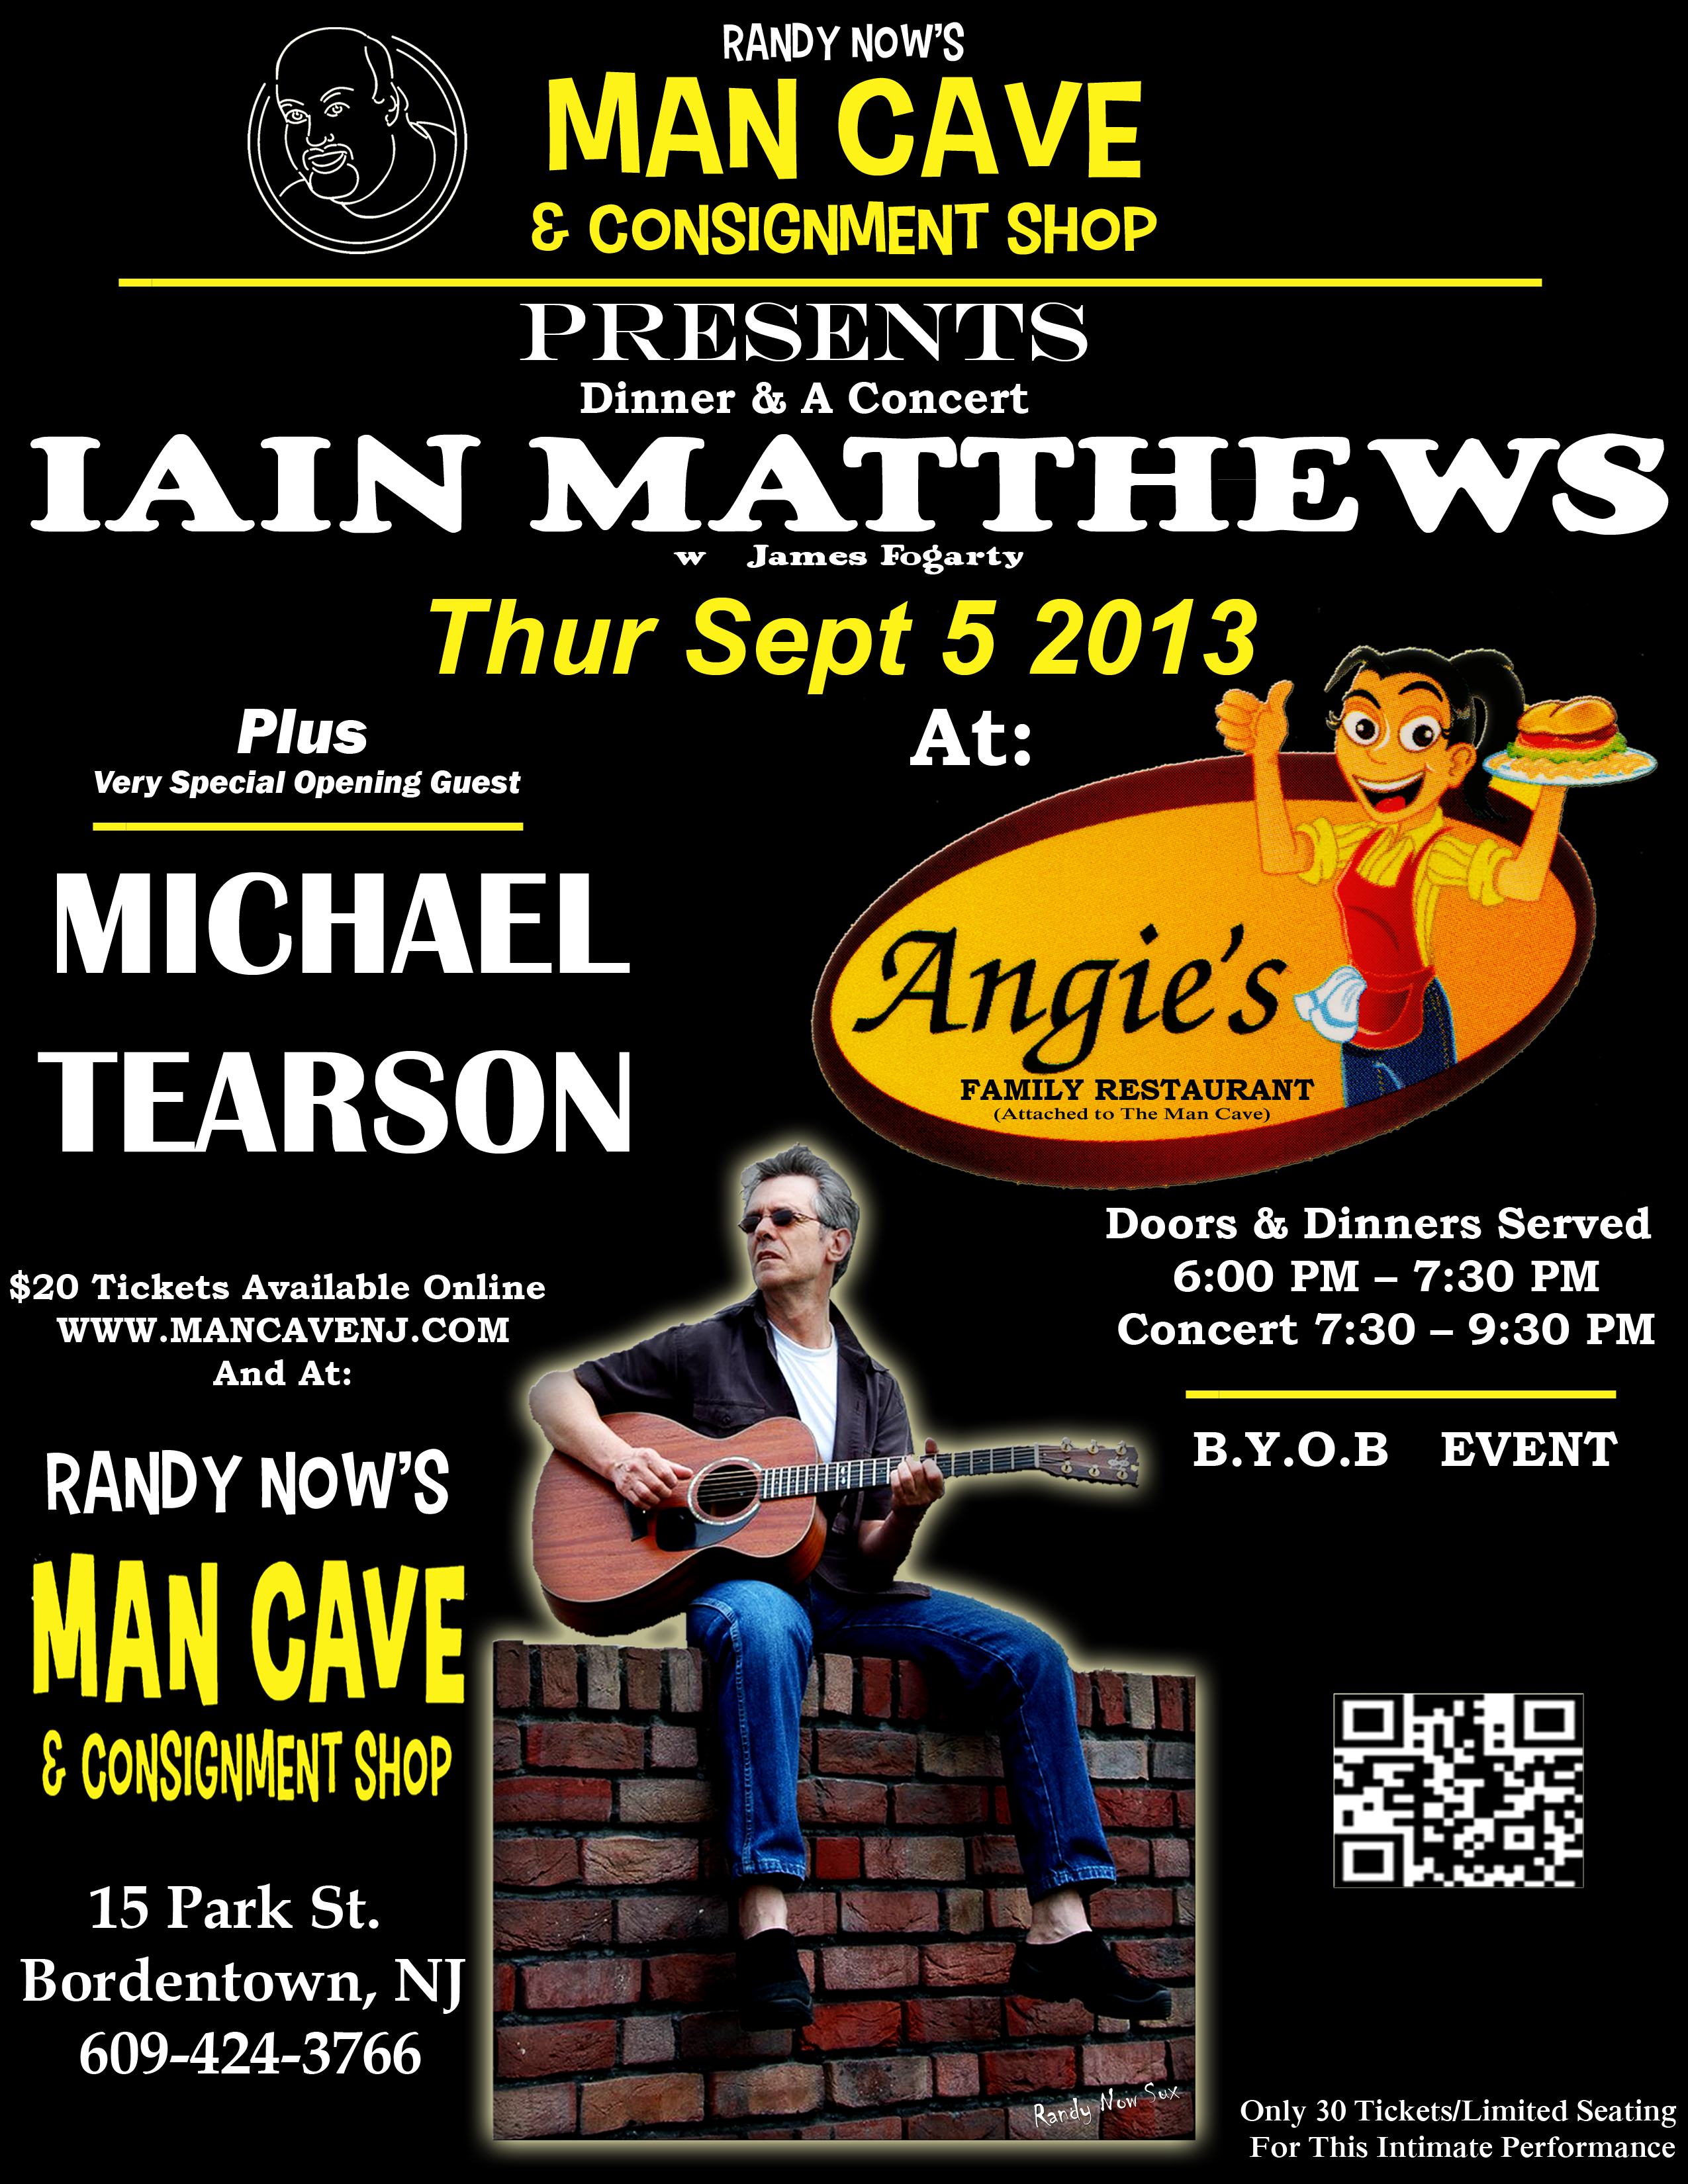 RANDY NOW'S
MAN CAVE
& CONSIGNMENT SHOP
PRESENTS
Dinner & A Concert
IAIN MATTHEWS
w James Fogarty
Thur Sept 5 2013
Plus
Very Special Opening Guest
MICHAEL
TEARSON
At:
Angie's
FAMILY RESTAURANT
(Attached to The Man Cave)
Doors & Dinners Served
6:00 PM – 7:30 PM
Concert 7:30 – 9:30 PM
B.Y.O.B EVENT
$20 Tickets Available Online
WWW.MANCAVENJ.COM
And At:
RANDY NOW'S
MAN CAVE
& CONSIGNMENT SHOP
15 Park St.
Bordentown, NJ
609-424-3766
Randy Now Sux
Only 30 Tickets/Limited Seating
For This Intimate Performance